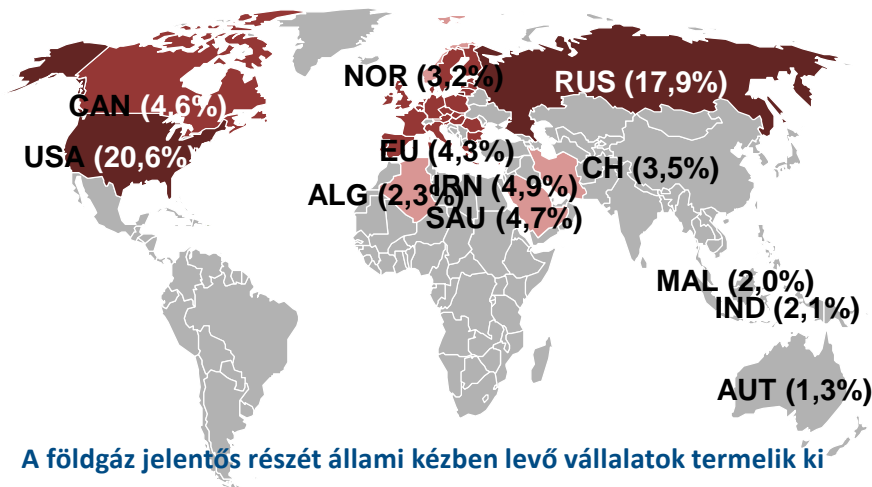 NOR (3,2%)
RUS (17,9%)
CAN (4,6%)
USA (20,6%)
EU (4,3%)
CH (3,5%)
ALG (2,3%)
IRN (4,9%)
SAU (4,7%)
MAL (2,0%)
IND (2,1%)
AUT (1,3%)
A földgáz jelentős részét állami kézben levő vállalatok termelik ki